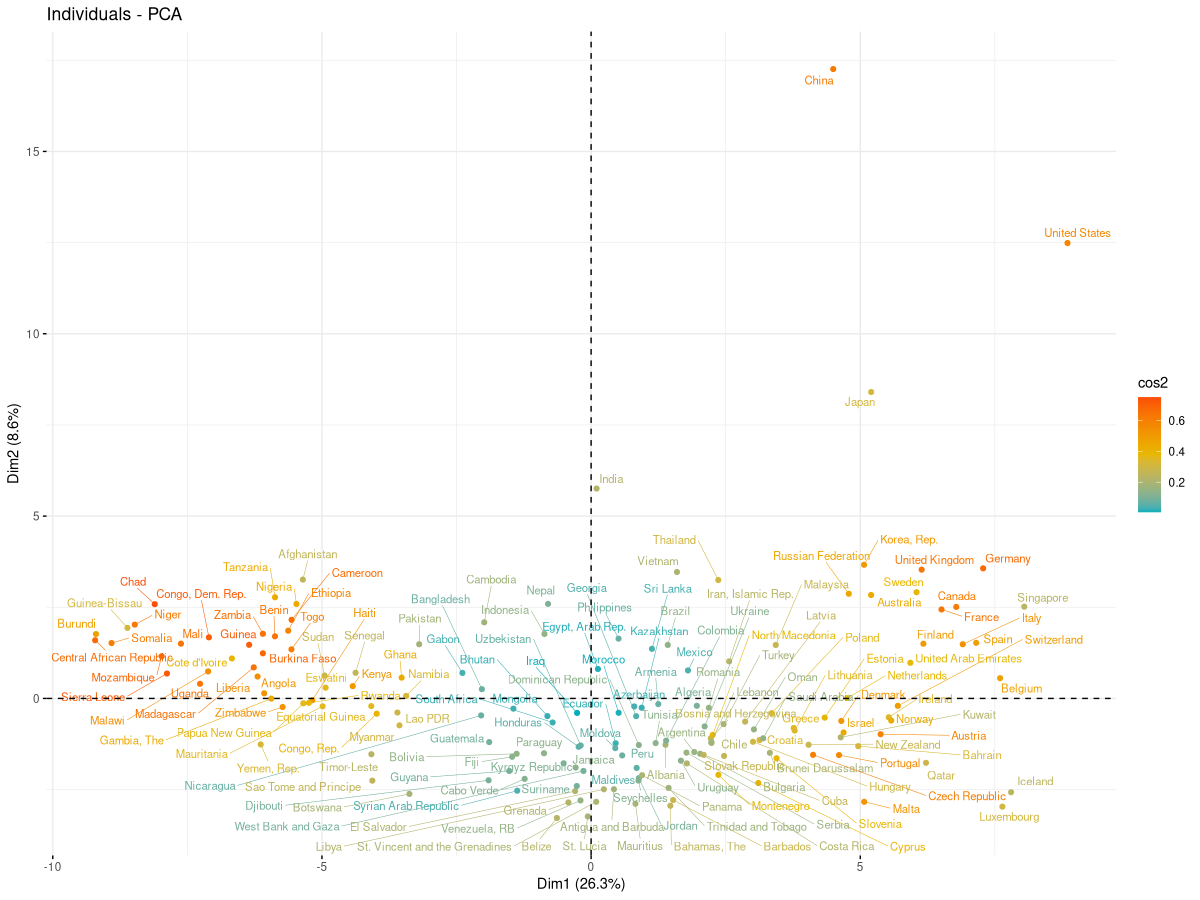 Individuals - PCA
China
15
United States
10
Japan
Dim2 (8.6%)
cos2
0.6
0.4
0.2
India
5
Thailand
Korea, Rep.
Afghanistan
Vietnam
Russian Federation
United Kingdom
Germany
Tanzania
Cameroon
Chad
Cambodia
Nigeria
Ethiopia
Nepal
Georgia
Sri Lanka
Iran, Islamic Rep.
Malaysia
Sweden
Congo, Dem. Rep.
Guinea-Bissau
Bangladesh
Australia
Canada
Singapore
Niger
Benin
Haiti
Indonesia
Philippines
Brazil
Ukraine
Latvia
France
Italy
Zambia
Togo
Pakistan
Burundi
Somalia
Mali
Guinea
Sudan
Senegal
Gabon
Uzbekistan
Egypt, Arab Rep.
Kazakhstan
Colombia
North Macedonia
Poland
Finland
Spain
Switzerland
Central African Republic
Cote d'Ivoire
Burkina Faso
Ghana
Bhutan
Iraq
Morocco
Mexico
Turkey
Estonia
United Arab Emirates
Mozambique
Eswatini
Kenya
Namibia
Dominican Republic
Armenia
Romania
Oman
Lithuania
Netherlands
Angola
Liberia
Belgium
Sierra Leone
Uganda
Rwanda
South Africa
Mongolia
Ecuador
Azerbaijan
Algeria
Lebanon
Saudi Arabia
Denmark
Ireland
0
Malawi
Madagascar
Zimbabwe
Equatorial Guinea
Lao PDR
Honduras
Tunisia
Bosnia and Herzegovina
Greece
Israel
Norway
Kuwait
Gambia, The
Papua New Guinea
Myanmar
Guatemala
Paraguay
Moldova
Argentina
Chile
Croatia
New Zealand
Austria
Mauritania
Congo, Rep.
Bolivia
Fiji
Jamaica
Peru
Bahrain
Yemen, Rep.
Timor-Leste
Kyrgyz Republic
Slovak Republic
Brunei Darussalam
Portugal
Nicaragua
Sao Tome and Principe
Guyana
Cabo Verde
Suriname
Maldives
Albania
Uruguay
Bulgaria
Hungary
Qatar
Iceland
Djibouti
Botswana
Syrian Arab Republic
Grenada
Seychelles
Panama
Montenegro
Cuba
Czech Republic
Malta
Luxembourg
West Bank and Gaza
El Salvador
Venezuela, RB
Antigua and Barbuda
Jordan
Trinidad and Tobago
Serbia
Slovenia
Libya
St. Vincent and the Grenadines
Belize
St. Lucia
Mauritius
Bahamas, The
Barbados
Costa Rica
Cyprus
-10
-5
0
5
Dim1 (26.3%)